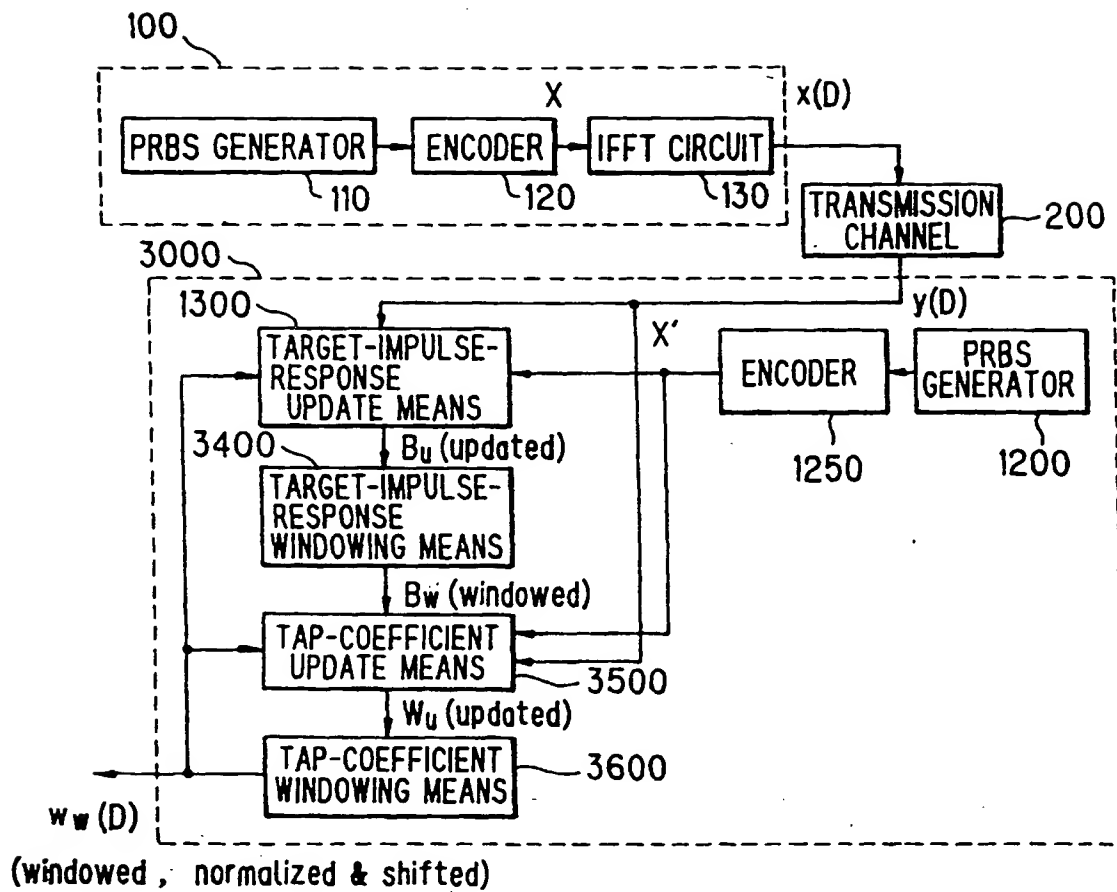 100
X
x(D)
PRBS GENERATOR
ENCODER
IFFT CIRCUIT
110
120
130
TRANSMISSION
CHANNEL
200
3000
1300
y(D)
TARGET-IMPULSE-
RESPONSE
UPDATE MEANS
X'
ENCODER
PRBS
GENERATOR
1250
1200
3400
Bu (updated)
TARGET-IMPULSE-
RESPONSE
WINDOWING MEANS
Bw (windowed)
TAP-COEFFICIENT
UPDATE MEANS
3500
Wu (updated)
TAP-COEFFICIENT
WINDOWING MEANS
3600
ww (D)
(windowed, normalized & shifted)